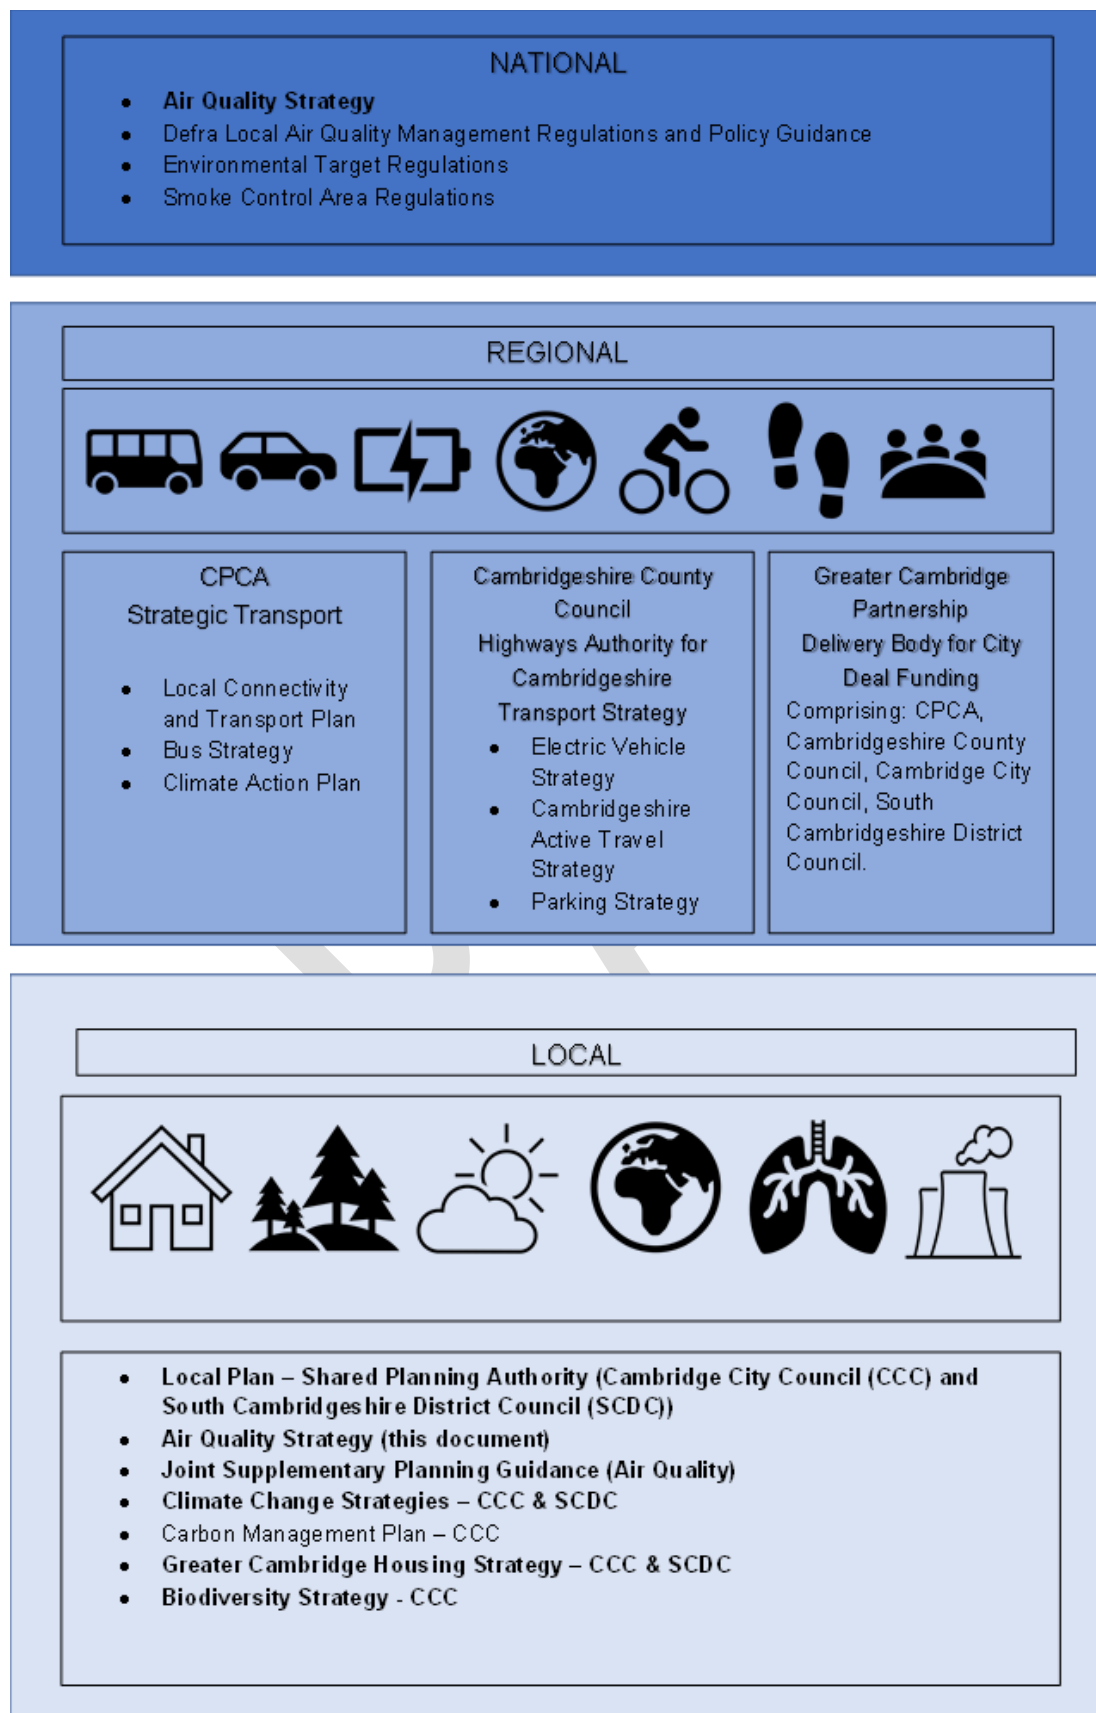 NATIONAL
• Air Quality Strategy
• Defra Local Air Quality Management Regulations and Policy Guidance
• Environmental Target Regulations
• Smoke Control Area Regulations
REGIONAL
CPCA
Strategic Transport
• Local Connectivity
and Transport Plan
• Bus Strategy
• Climate Action Plan
Cambridgeshire County
Council
Highways Authority for
Cambridgeshire
Transport Strategy
• Electric Vehicle
Strategy
• Cambridgeshire
Active Travel
Strategy
• Parking Strategy
Greater Cambridge
Partnership
Delivery Body for City
Deal Funding
Comprising: CPCA,
Cambridgeshire County
Council, Cambridge City
Council, South
Cambridgeshire District
Council.
LOCAL
• Local Plan – Shared Planning Authority (Cambridge City Council (CCC) and
South Cambridgeshire District Council (SCDC))
• Air Quality Strategy (this document)
• Joint Supplementary Planning Guidance (Air Quality)
• Climate Change Strategies – CCC & SCDC
• Carbon Management Plan – CCC
• Greater Cambridge Housing Strategy – CCC & SCDC
• Biodiversity Strategy - CCC